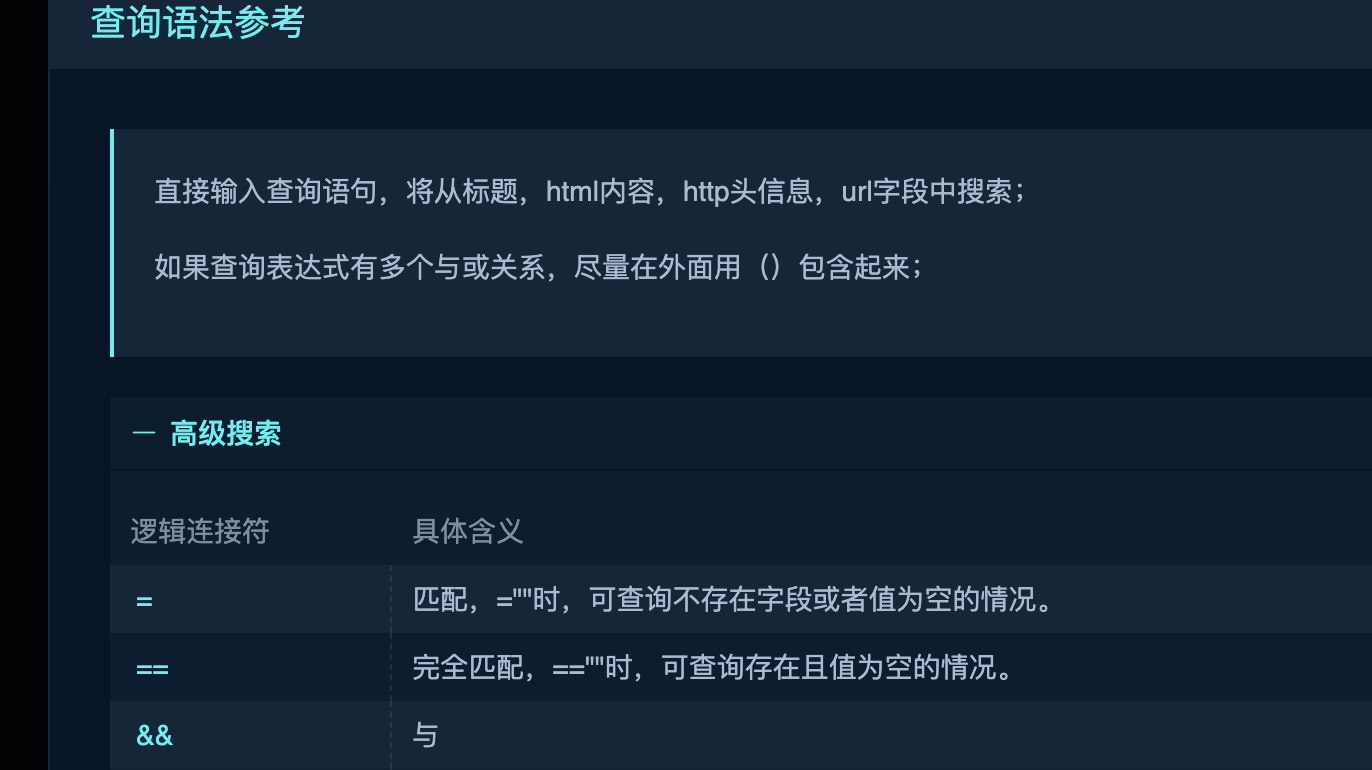 查询语法参考
直接输入查询语句，将从标题，html内容，http头信息，url字段中搜索；
如果查询表达式有多个与或关系，尽量在外面用（）包含起来；
— 高级搜索
逻辑连接符 具体含义
= 匹配，=""时，可查询不存在字段或者值为空的情况。
== 完全匹配，==""时，可查询存在且值为空的情况。
&& 与